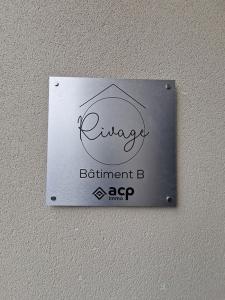 Rivage
Bâtiment B
acp
immo